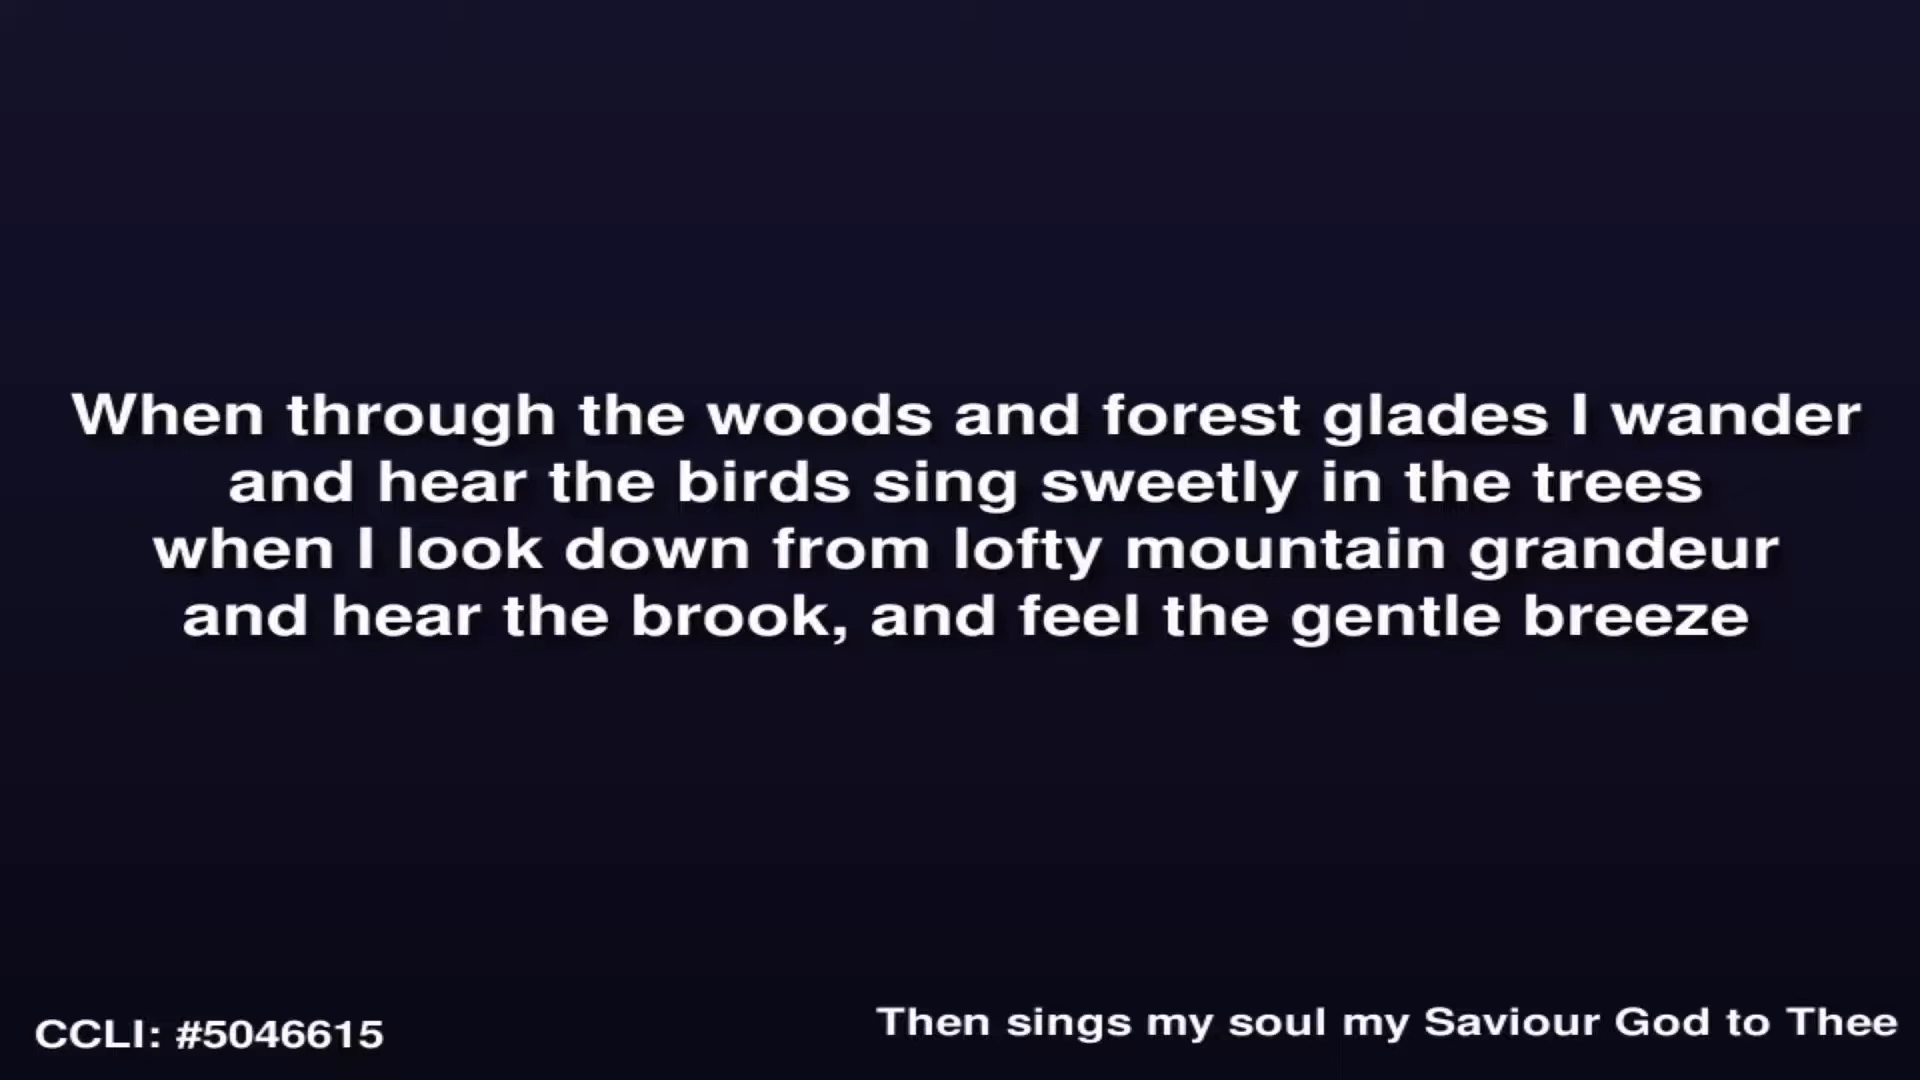 When through the woods and forest glades I wander
and hear the birds sing sweetly in the trees
when I look down from lofty mountain grandeur
and hear the brook, and feel the gentle breeze
CCLI: #5046615
Then sings my soul my Saviour God to Thee